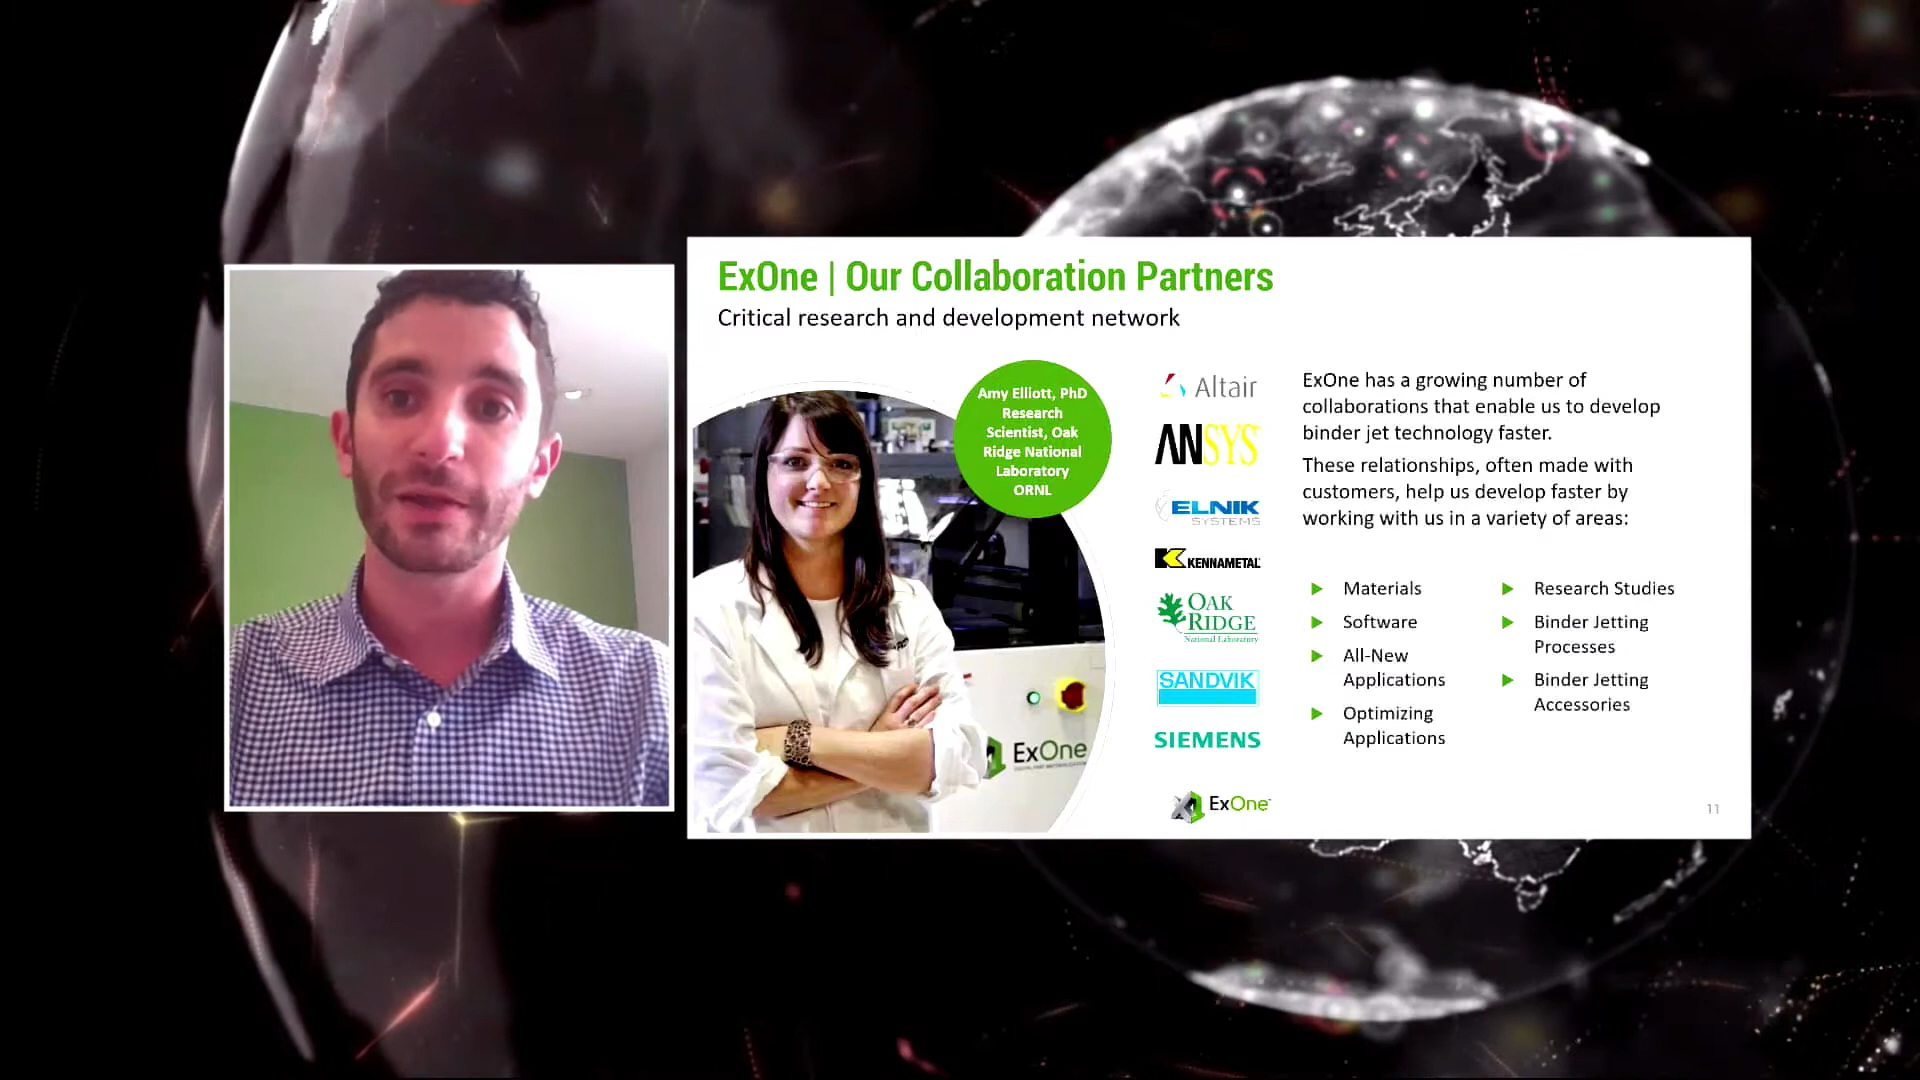 ExOne | Our Collaboration Partners
Critical research and development network
Amy Elliott, PhD
Research
Scientist, Oak
Ridge National
Laboratory
ORNL
Altair
ANSYS
ELNIK
SYSTEMS
KENNAMETAL
OAK
RIDGE
National Laboratory
SANDVIK
SIEMENS
ExOne has a growing number of
collaborations that enable us to develop
binder jet technology faster.
These relationships, often made with
customers, help us develop faster by
working with us in a variety of areas:
Materials
Software
All-New
Applications
Optimizing
Applications
Research Studies
Binder Jetting
Processes
Binder Jetting
Accessories
ExOne
ExOne
11